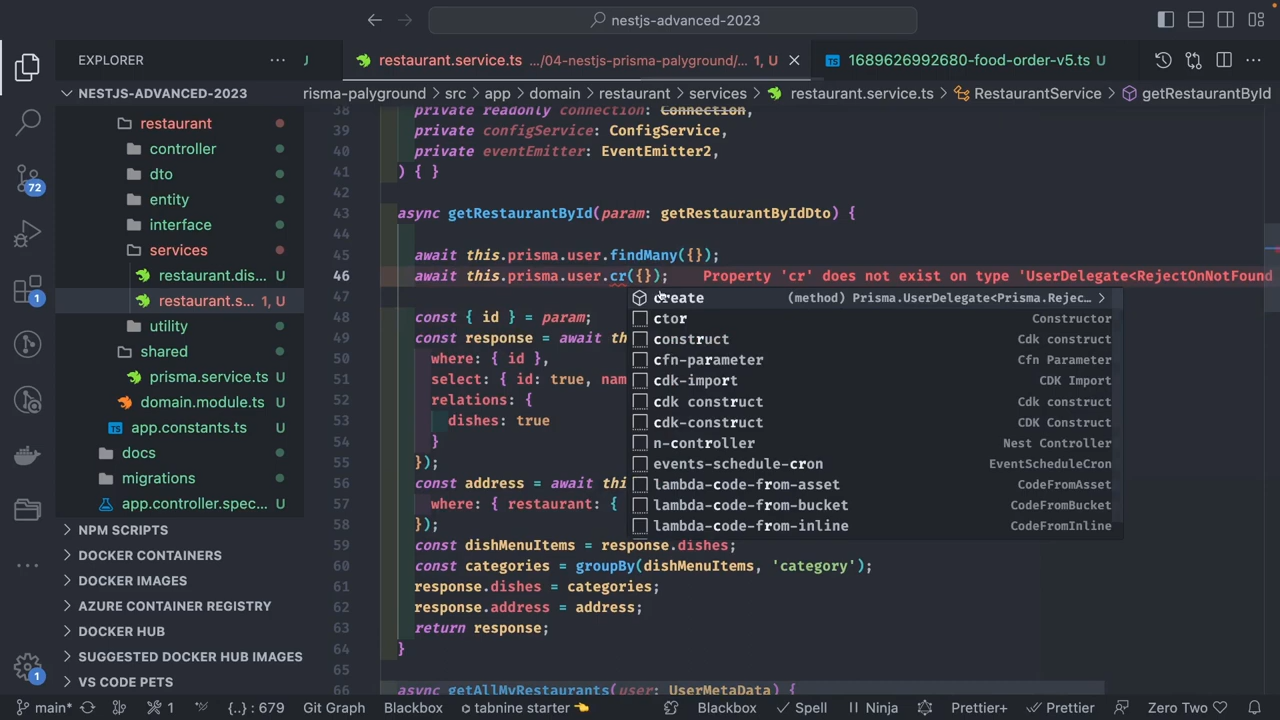 nestjs-advanced-2023
EXPLORER
J
restaurant.service.ts .../04-nestjs-prisma-palyground/... 1, U
1689626992680-food-order-v5.ts U
NESTJS-ADVANCED-2023
risma-palyground > src > app > domain > restaurant > services > restaurant.service.ts > RestaurantService > getRestaurantById
restaurant
controller
dto
entity
interface
services
restaurant.dis... U
restaurant.s... 1, U
utility
shared
prisma.service.ts U
domain.module.ts U
app.constants.ts U
docs
migrations
app.controller.spec...
NPM SCRIPTS
DOCKER CONTAINERS
DOCKER IMAGES
AZURE CONTAINER REGISTRY
DOCKER HUB
SUGGESTED DOCKER HUB IMAGES
VS CODE PETS
72
1
1
38 private readonly connection: Connection,
39 private configService: ConfigService,
40 private eventEmitter: EventEmitter2,
41 ) { }
42
43 async getRestaurantById(param: getRestaurantByIdDto) {
44
45 await this.prisma.user.findMany({});
46 await this.prisma.user.cr({}); Property 'cr' does not exist on type 'UserDelegate<RejectOnNotFound
47
48 const { id } = param;
49 const response = await th
50 where: { id },
51 select: { id: true, nam
52 relations: {
53 dishes: true
54 }
55 });
56 const address = await thi
57 where: { restaurant: {
58 });
59 const dishMenuItems = response.dishes;
60 const categories = groupBy(dishMenuItems, 'category');
61 response.dishes = categories;
62 response.address = address;
63 return response;
64 }
65
66 async getAllMyRestaurants(user: UserMetaData) {
create (method) Prisma.UserDelegate<Prisma.Rejec... >
ctor Constructor
construct Cdk construct
cfn-parameter Cfn Parameter
cdk-import CDK Import
cdk construct Cdk construct
cdk-construct CDK Construct
n-controller Nest Controller
events-schedule-cron EventScheduleCron
lambda-code-from-asset CodeFromAsset
lambda-code-from-bucket CodeFromBucket
lambda-code-from-inline CodeFromInline
main* 1 {..} : 679 Git Graph Blackbox tabnine starter Blackbox Spell Ninja Prettier+ Prettier Zero Two